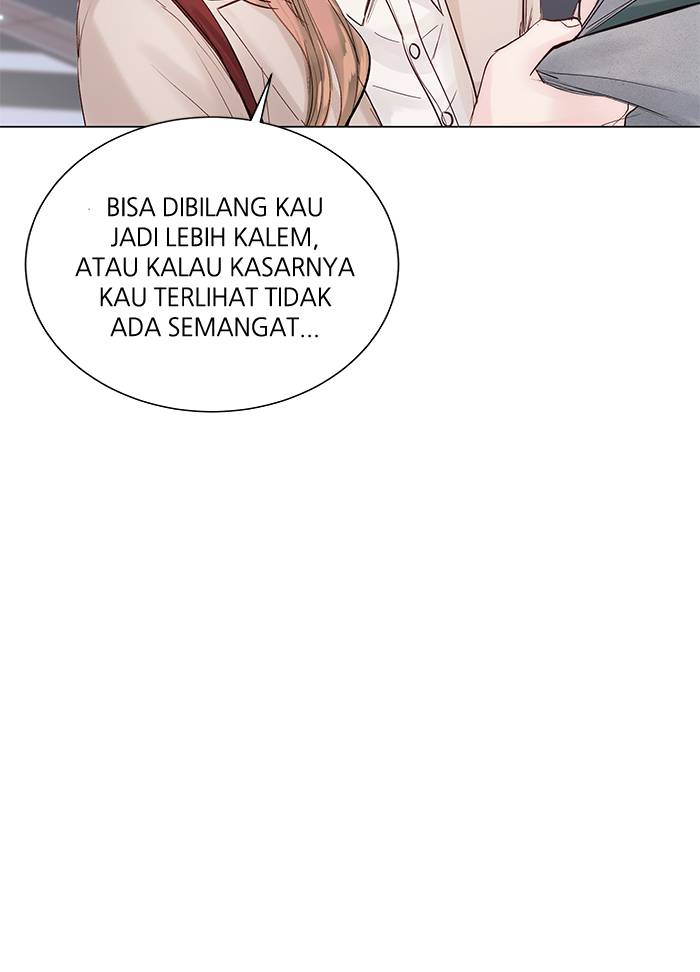 BISA DIBILANG KAU
JADI LEBIH KALEM,
ATAU KALAU KASARNYA
KAU TERLIHAT TIDAK
ADA SEMANGAT...